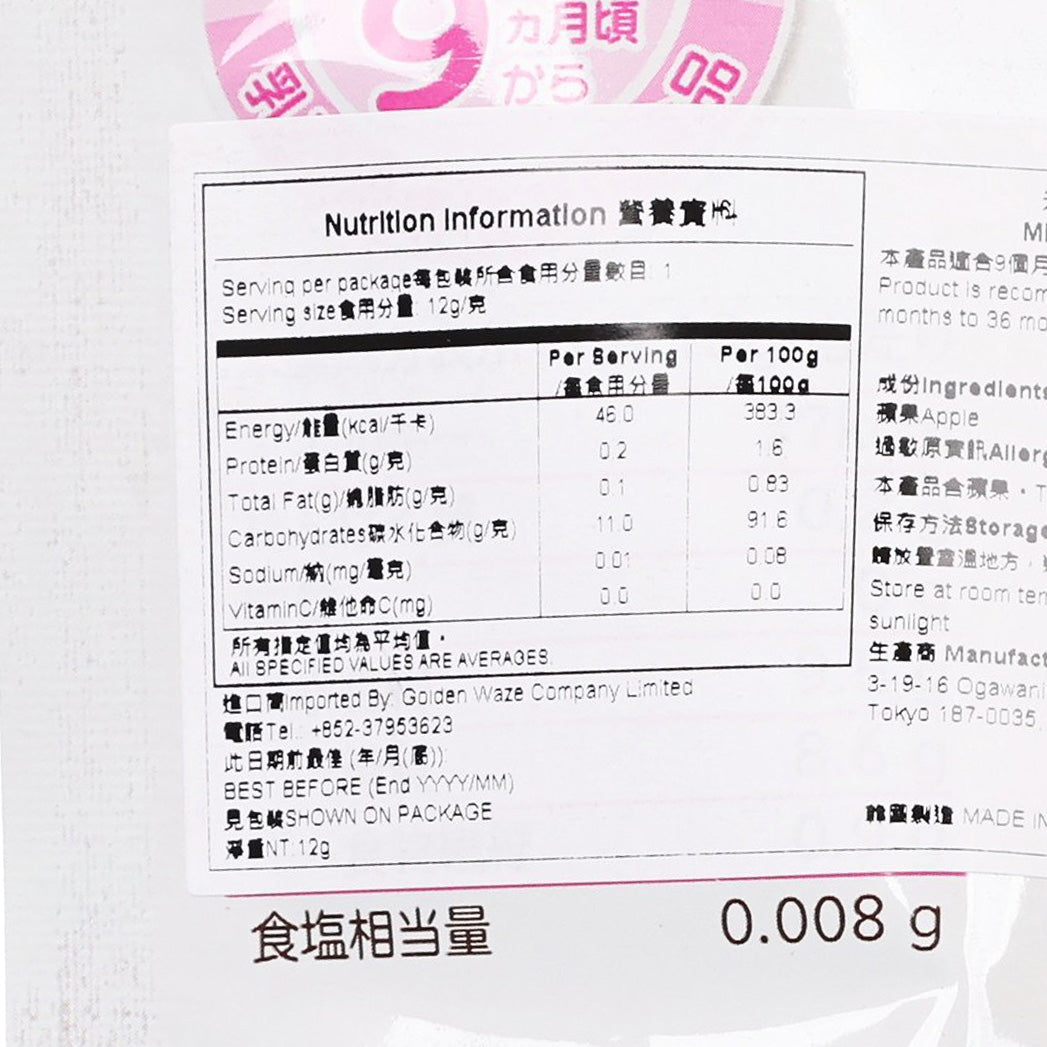 9
ヵ月頃
から
品
Nutrition Information 營養資料
Serving per package每包裝所含食用分量數目: 1
Serving size食用分量: 12g/克
Per Serving
/每食用分量
Per 100g
/每100g
Energy/能量(kcal/千卡) 46.0 383.3
Protein/蛋白質(g/克) 0.2 1.6
Total Fat(g)/總脂肪(g/克) 0.1 0.83
Carbohydrates碳水化合物(g/克) 11.0 91.6
Sodium/鈉(mg/毫克) 0.01 0.08
VitaminC/維他命C(mg) 0.0 0.0
所有指定值均為平均值。
All SPECIFIED VALUES ARE AVERAGES.
進口商Imported By: Golden Waze Company Limited
電話Tel.: +852-37953623
此日期前最佳 (年/月(底)):
BEST BEFORE (End YYYY/MM)
見包裝SHOWN ON PACKAGE
淨重NT:12g
本產品適合9個月
Product is recom
months to 36 mo
成份Ingredients
蘋果Apple
過敏原資訊Allerg
本產品含蘋果。T
保存方法Storage
請放置室溫地方，
Store at room tem
sunlight
生產商 Manufact
3-19-16 Ogawani
Tokyo 187-0035,
韓國製造 MADE IN
食塩相当量 0.008 g